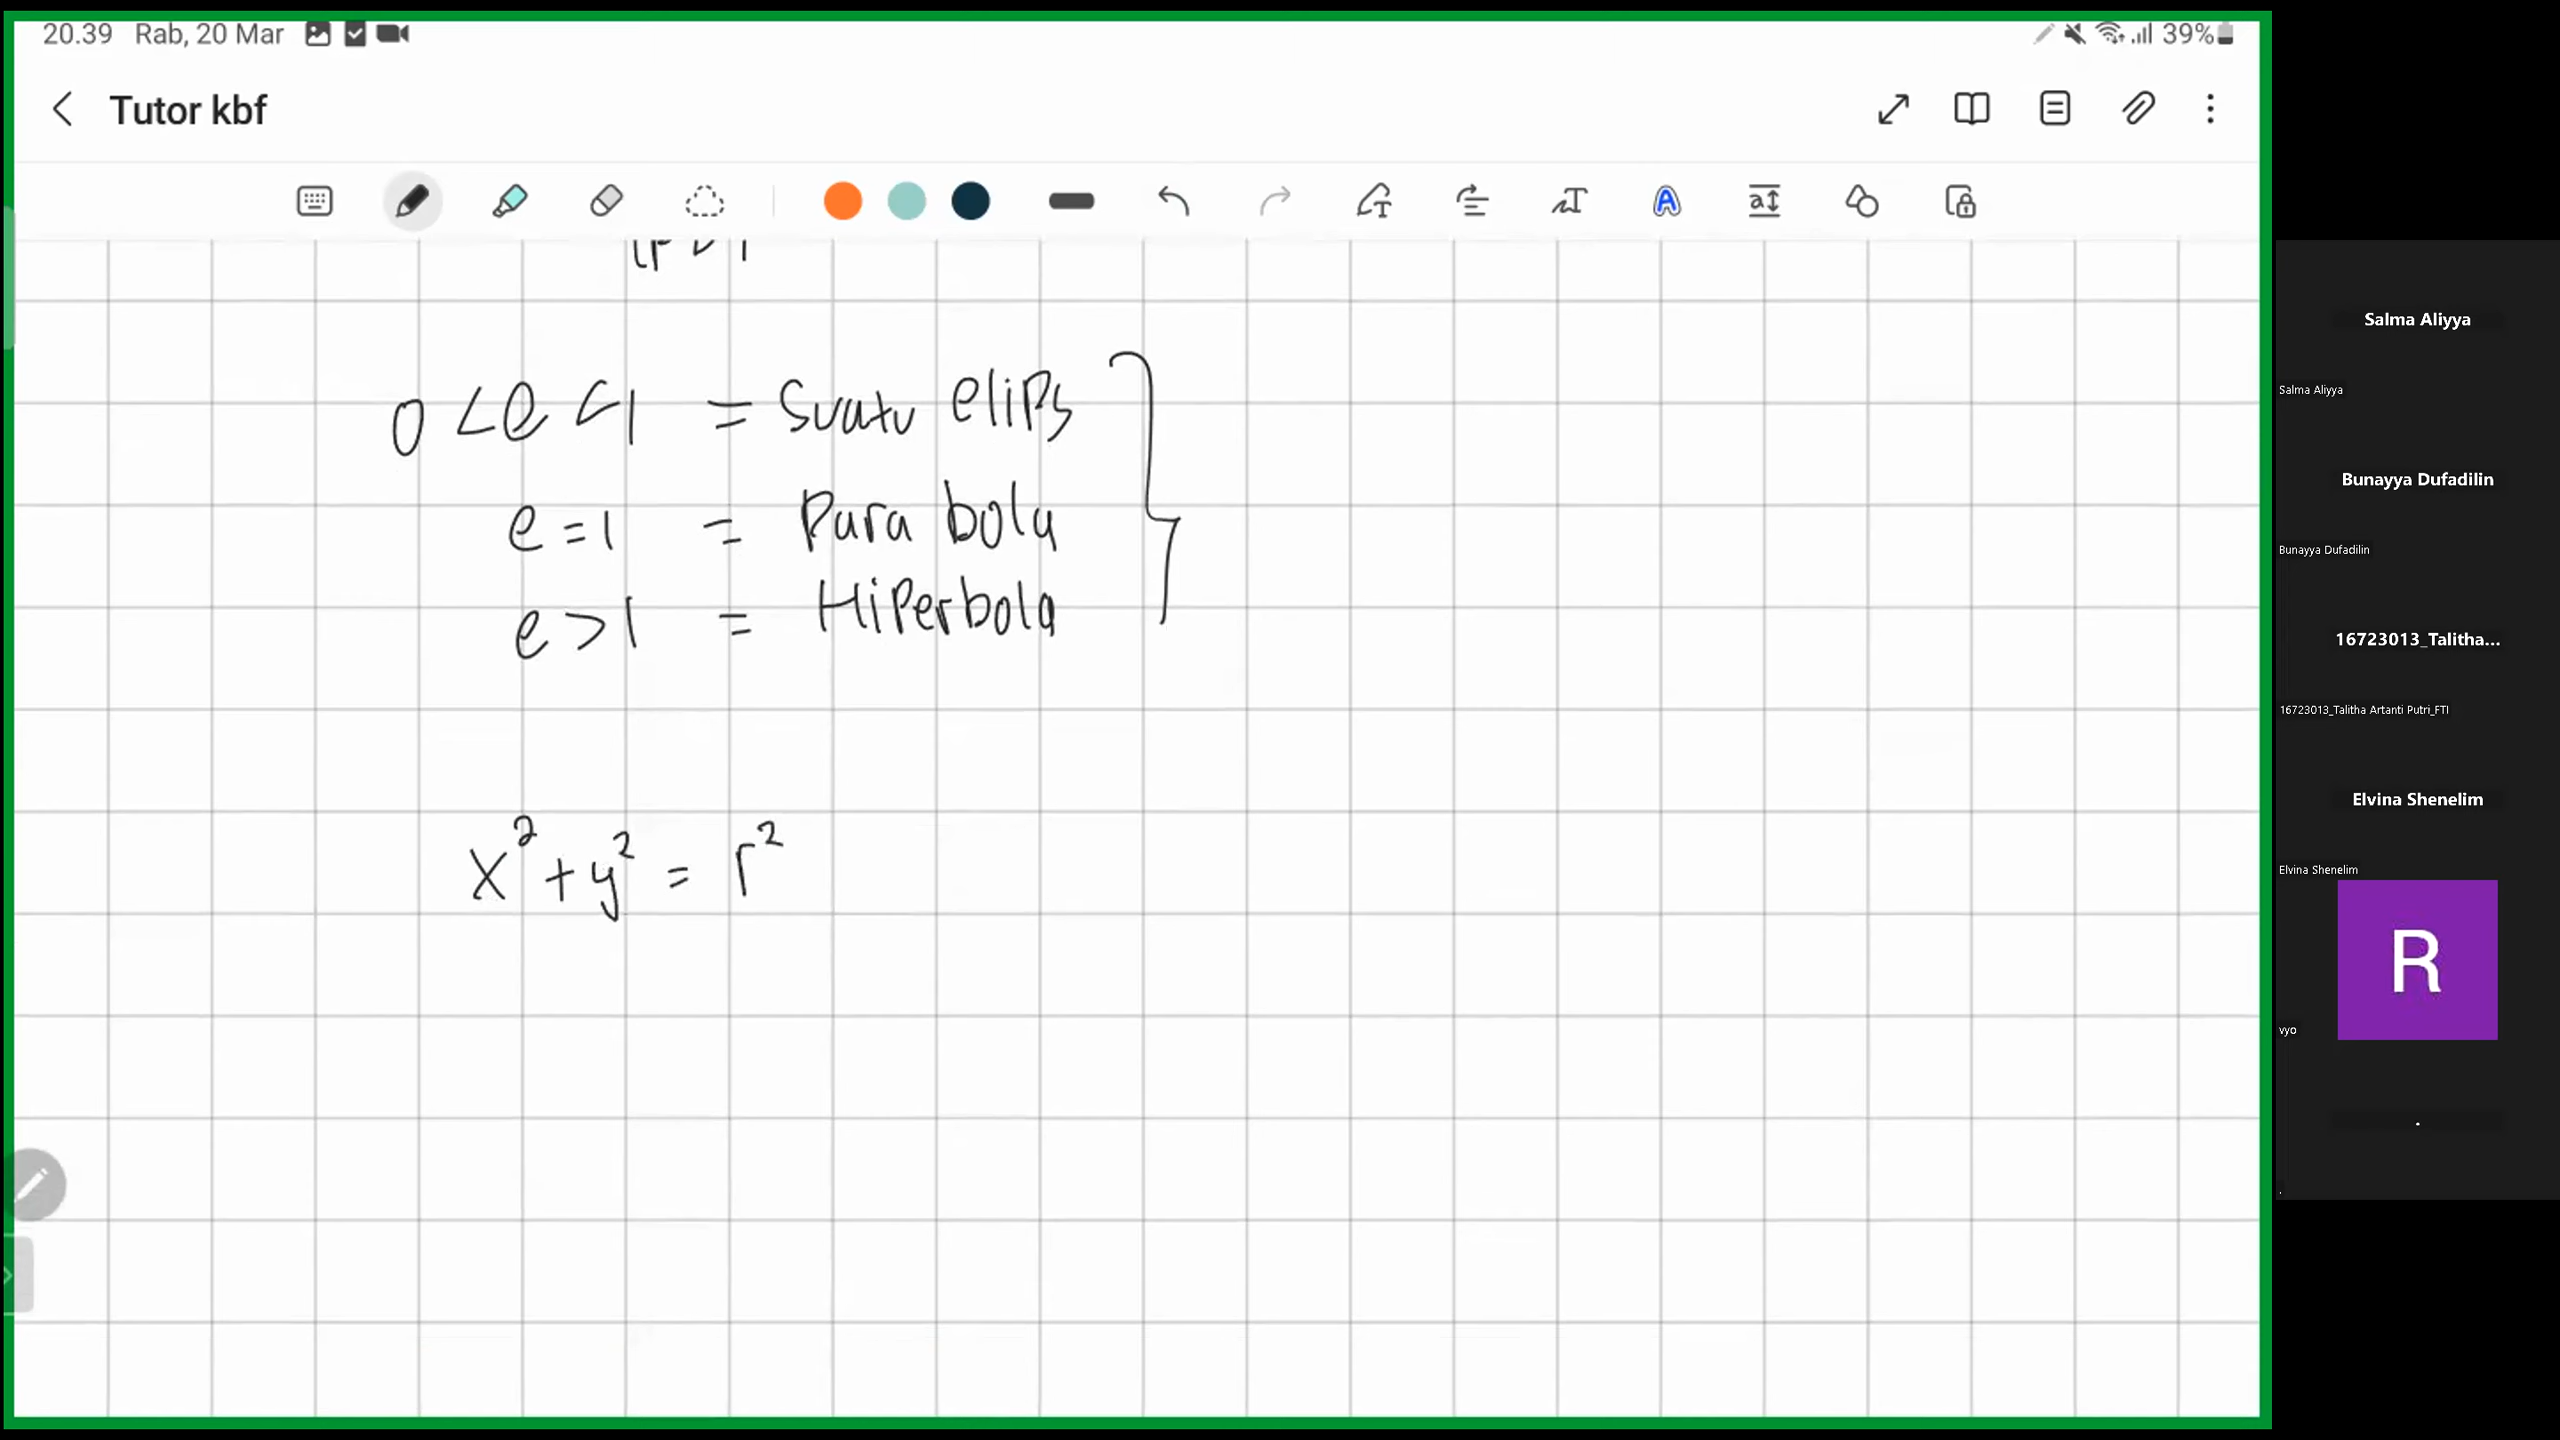 20.39 Rab, 20 Mar
39%
Tutor kbf
0 < e < 1 = Suatu elips
e = 1 = Parabola
e > 1 = Hiperbola
x² + y² = r²
Salma Aliyya
Salma Aliyya
Bunayya Dufadilin
Bunayya Dufadilin
16723013_Talitha...
16723013_Talitha Artanti Putri_FTI
Elvina Shenelim
Elvina Shenelim
R
vyo
.
.